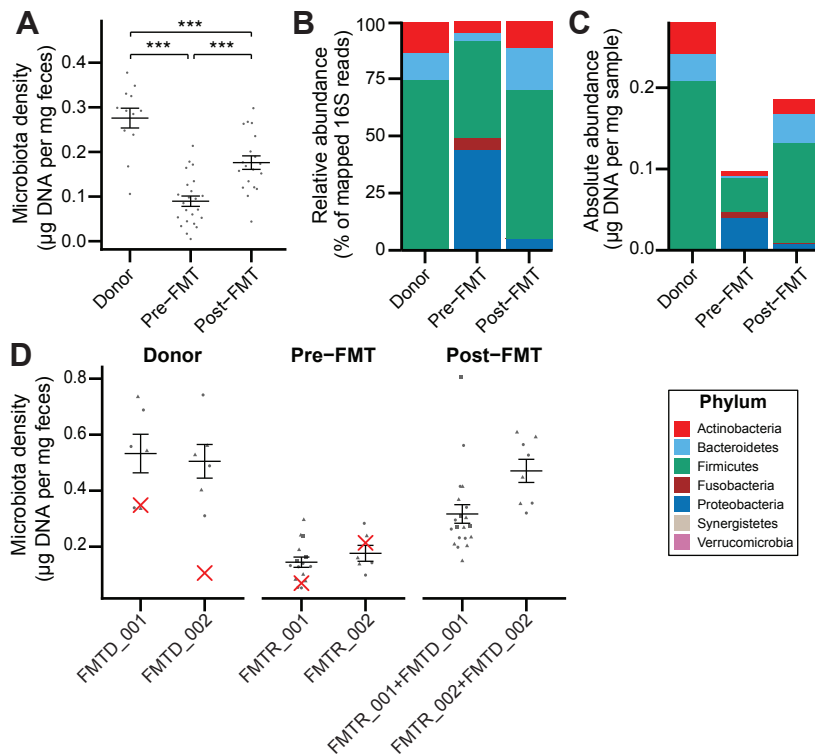 A
Microbiota density
(µg DNA per mg feces)
0.4
0.3
0.2
0.1
0.0
***
***
***
Donor
Pre−FMT
Post−FMT
B
Relative abundance
(% of mapped 16S reads)
100
75
50
25
0
Donor
Pre−FMT
Post−FMT
C
Absolute abundance
(µg DNA per mg sample)
0.2
0.1
0.0
Donor
Pre−FMT
Post−FMT
D
Donor
Pre−FMT
Post−FMT
Microbiota density
(µg DNA per mg feces)
0.8
0.6
0.4
0.2
FMTD_001
FMTD_002
FMTR_001
FMTR_002
FMTR_001+FMTD_001
FMTR_002+FMTD_002
Phylum
Actinobacteria
Bacteroidetes
Firmicutes
Fusobacteria
Proteobacteria
Synergistetes
Verrucomicrobia